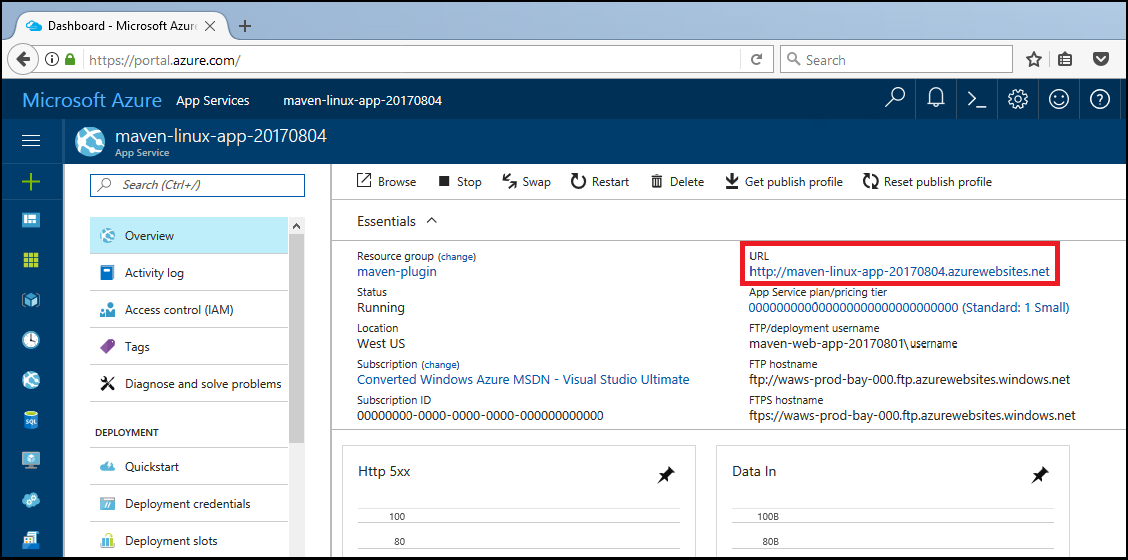 Dashboard - Microsoft Azure
https://portal.azure.com/
Search
Microsoft Azure App Services maven-linux-app-20170804
maven-linux-app-20170804
App Service
Search (Ctrl+/)
Browse Stop Swap Restart Delete Get publish profile Reset publish profile
Overview
Activity log
Access control (IAM)
Tags
Diagnose and solve problems
DEPLOYMENT
Quickstart
Deployment credentials
Deployment slots
Essentials
Resource group (change)
maven-plugin
Status
Running
Location
West US
Subscription (change)
Converted Windows Azure MSDN - Visual Studio Ultimate
Subscription ID
00000000-0000-0000-0000-000000000000
URL
http://maven-linux-app-20170804.azurewebsites.net
App Service plan/pricing tier
00000000000000000000000000000000 (Standard: 1 Small)
FTP/deployment username
maven-web-app-20170801\username
FTP hostname
ftp://waws-prod-bay-000.ftp.azurewebsites.windows.net
FTPS hostname
ftps://waws-prod-bay-000.ftp.azurewebsites.windows.net
Http 5xx
100
80
Data In
100B
80B
SQL